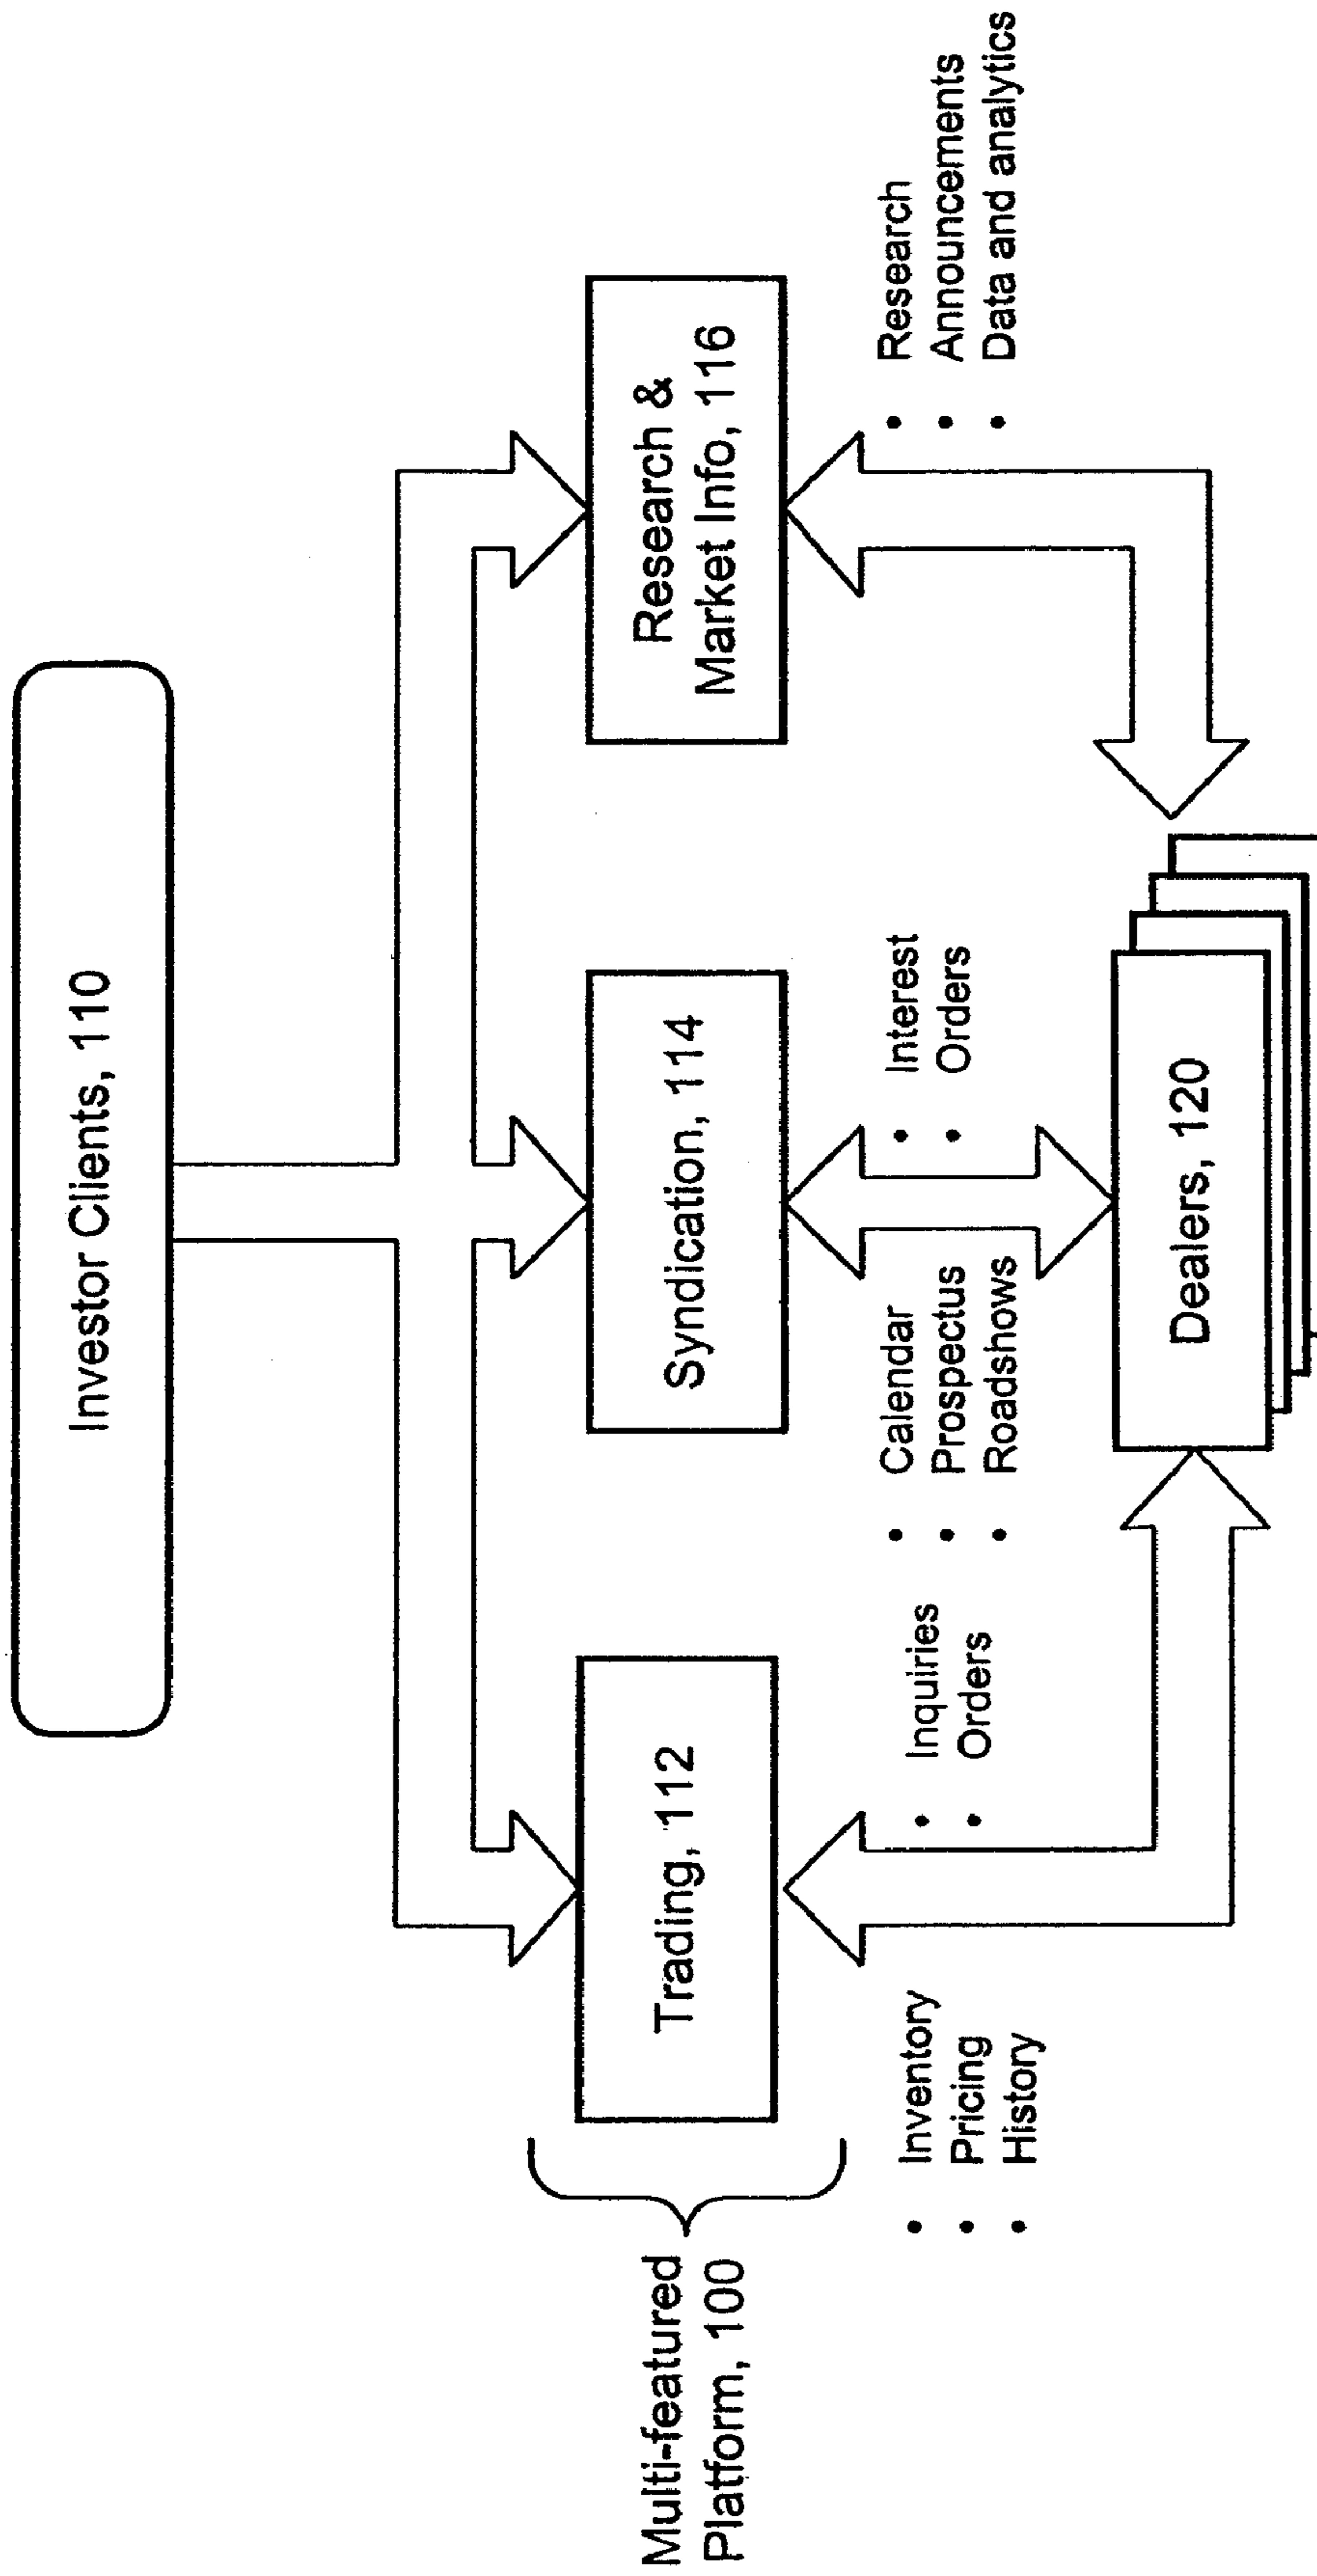 Investor Clients, 110
Multi-featured
Platform, 100
Trading, 112
Syndication, 114
Research &
Market Info, 116
• Inventory
• Pricing
• History
• Inquiries
• Orders
• Calendar
• Prospectus
• Roadshows
• Interest
• Orders
• Research
• Announcements
• Data and analytics
Dealers, 120